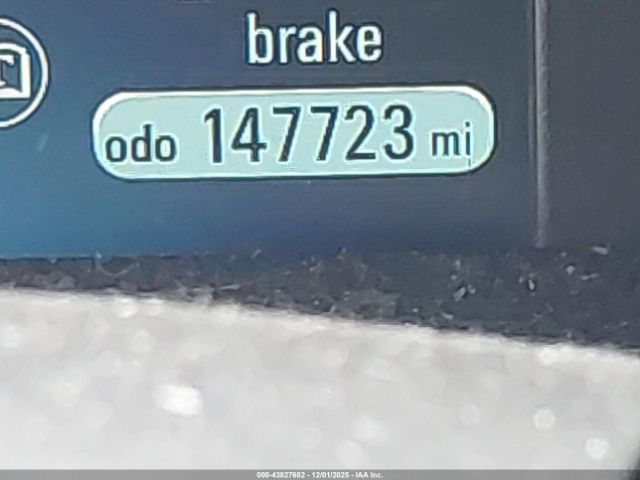 brake
odo 147723 mi
000-43827682 - 12/01/2025 - IAA Inc.